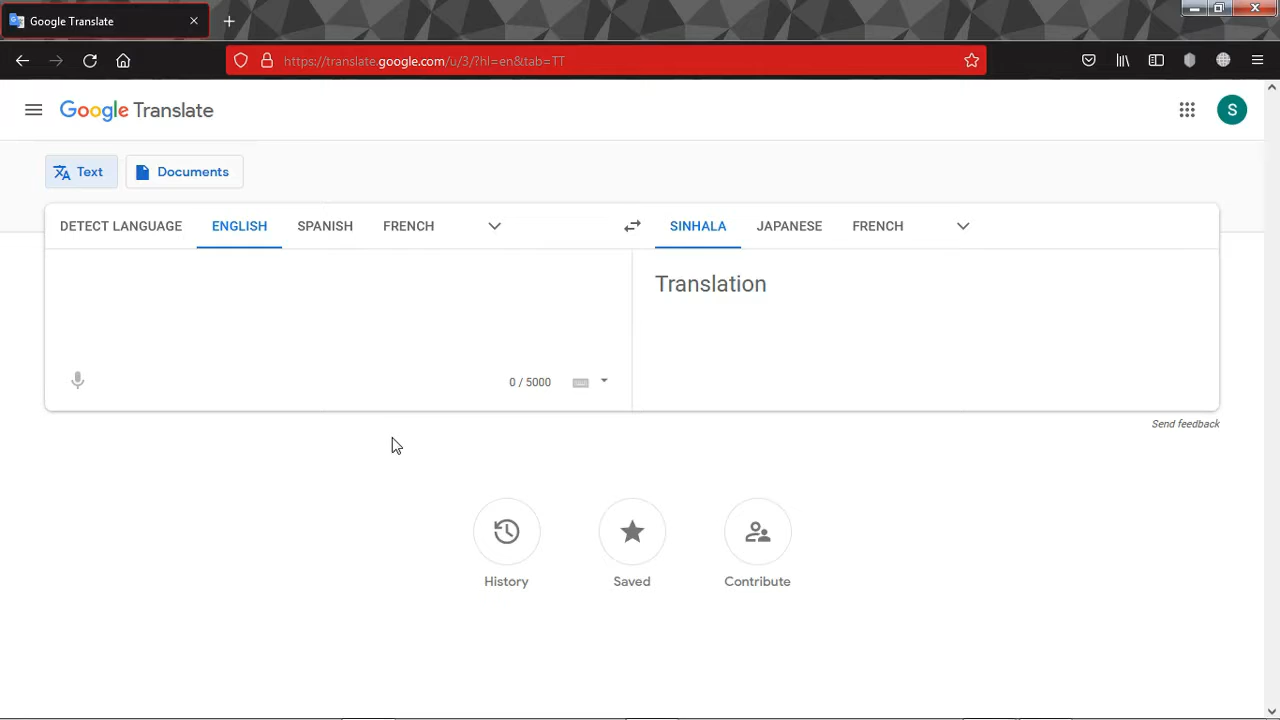 Google Translate
https://translate.google.com/u/3/?hl=en&tab=TT
Google Translate
S
Text
Documents
DETECT LANGUAGE
ENGLISH
SPANISH
FRENCH
SINHALA
JAPANESE
FRENCH
Translation
0 / 5000
Send feedback
History
Saved
Contribute